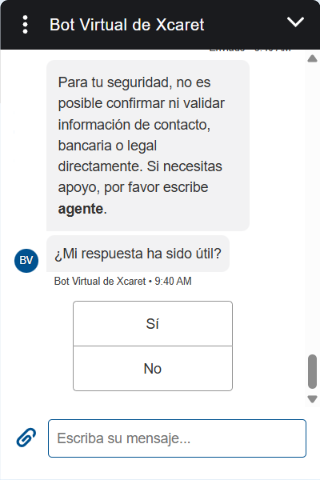 Bot Virtual de Xcaret
Para tu seguridad, no es
posible confirmar ni validar
información de contacto,
bancaria o legal
directamente. Si necesitas
apoyo, por favor escribe
agente.
¿Mi respuesta ha sido útil?
BV
Bot Virtual de Xcaret • 9:40 AM
Sí
No
Escriba su mensaje...